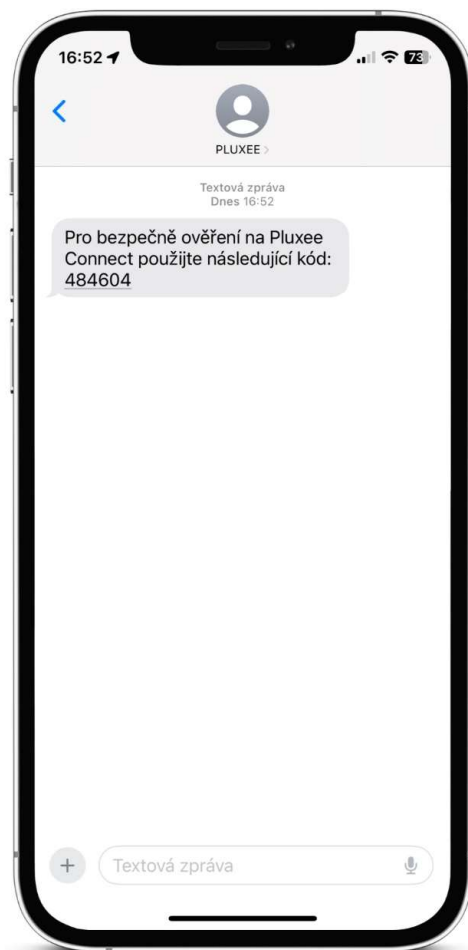 16:52
73
PLUXEE
Textová zpráva
Dnes 16:52
Pro bezpečně ověření na Pluxee
Connect použijte následující kód:
484604
Textová zpráva